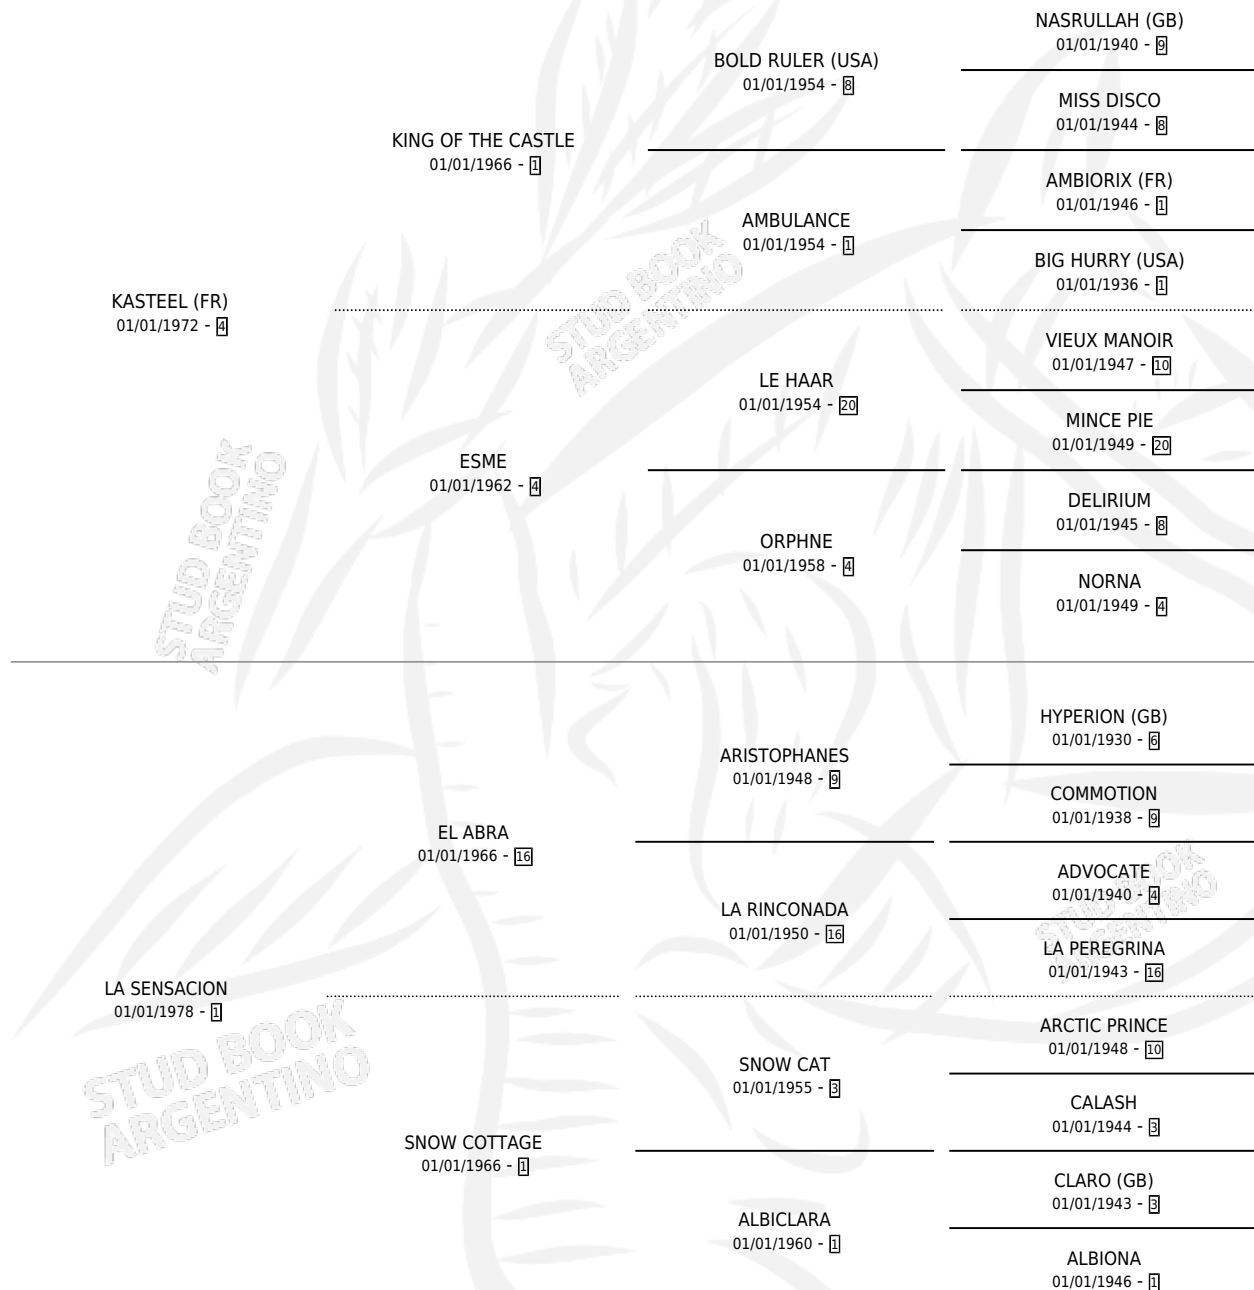 NASRULLAH (GB)
01/01/1940 - 9
BOLD RULER (USA)
01/01/1954 - 8
MISS DISCO
01/01/1944 - 8
KING OF THE CASTLE
01/01/1966 - 1
AMBIORIX (FR)
01/01/1946 - 1
AMBULANCE
01/01/1954 - 1
BIG HURRY (USA)
01/01/1936 - 1
KASTEEL (FR)
01/01/1972 - 4
VIEUX MANOIR
01/01/1947 - 10
LE HAAR
01/01/1954 - 20
MINCE PIE
01/01/1949 - 20
ESME
01/01/1962 - 4
DELIRIUM
01/01/1945 - 8
ORPHNE
01/01/1958 - 4
NORNA
01/01/1949 - 4
HYPERION (GB)
01/01/1930 - 6
ARISTOPHANES
01/01/1948 - 9
COMMOTION
01/01/1938 - 9
EL ABRA
01/01/1966 - 16
ADVOCATE
01/01/1940 - 4
LA RINCONADA
01/01/1950 - 16
LA PEREGRINA
01/01/1943 - 16
LA SENSACION
01/01/1978 - 1
ARCTIC PRINCE
01/01/1948 - 10
SNOW CAT
01/01/1955 - 3
CALASH
01/01/1944 - 3
SNOW COTTAGE
01/01/1966 - 1
CLARO (GB)
01/01/1943 - 3
ALBICLARA
01/01/1960 - 1
ALBIONA
01/01/1946 - 1
STUD BOOK
ARGENTINO
STUD BOOK
ARGENTINO
STUD BOOK
ARGENTINO
STUD BOOK
ARGENTINO